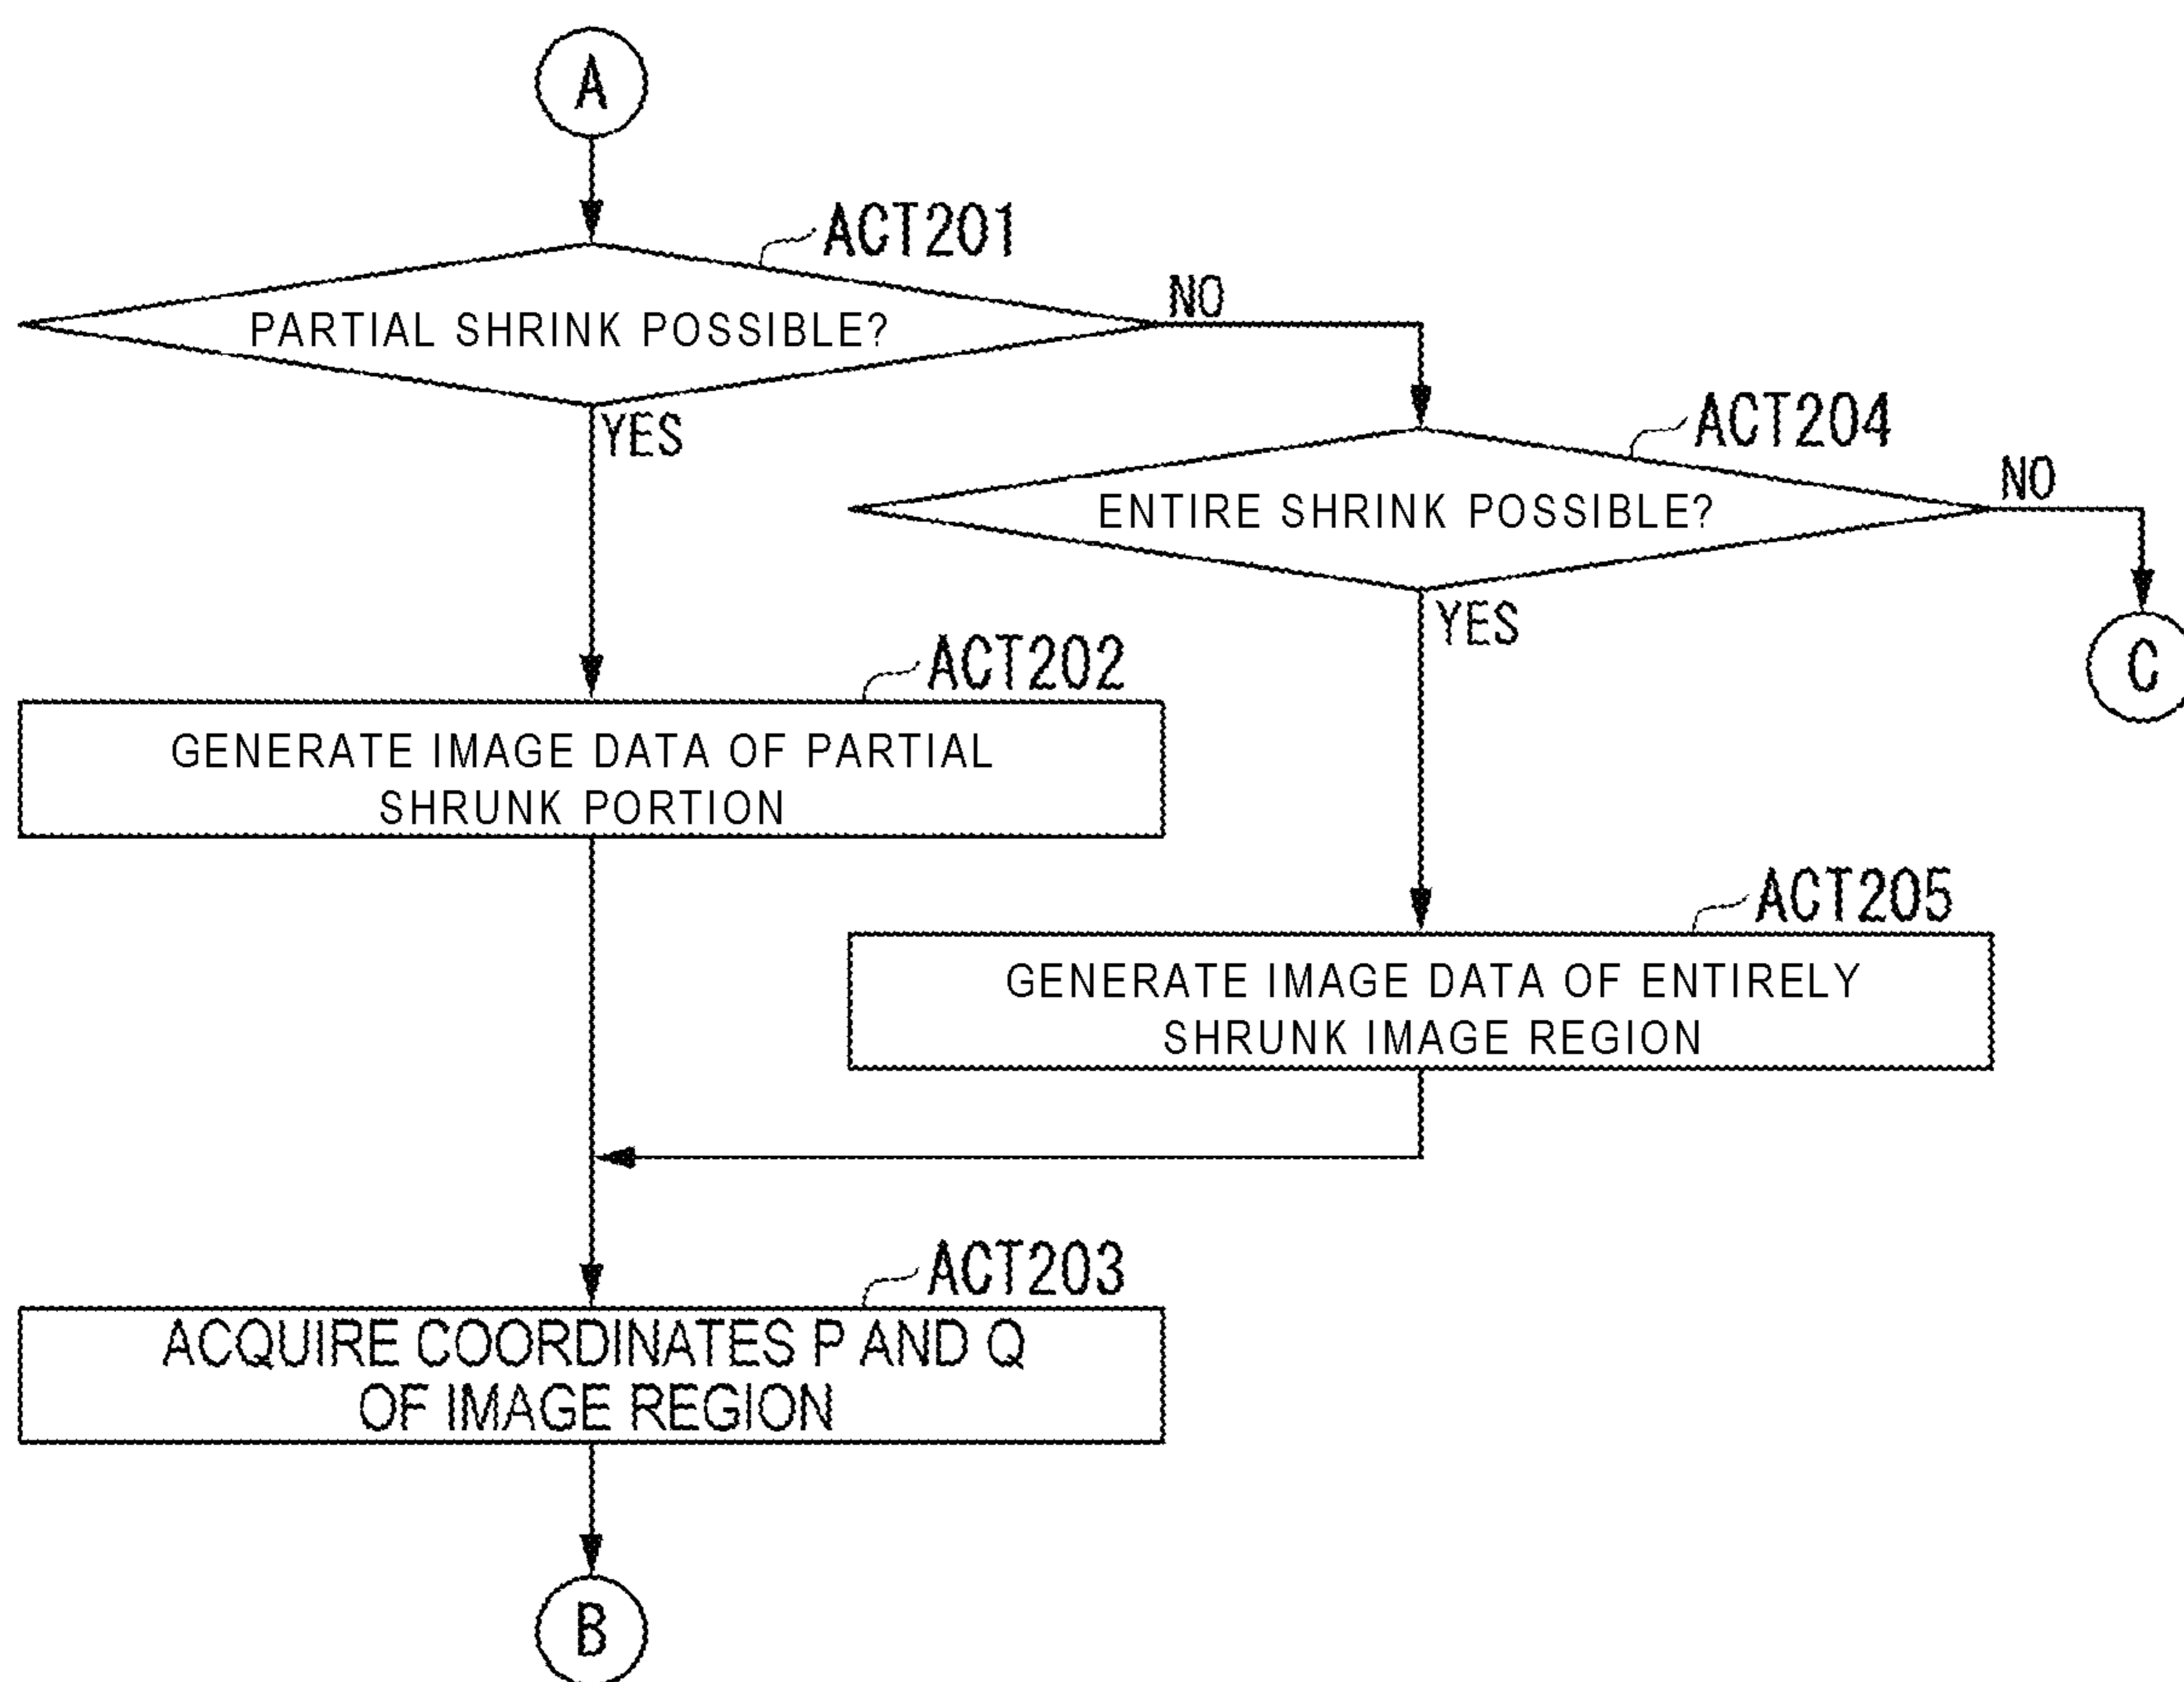 A
ACT201
PARTIAL SHRINK POSSIBLE?
NO
YES
ACT204
ENTIRE SHRINK POSSIBLE?
NO
YES
C
ACT202
GENERATE IMAGE DATA OF PARTIAL
SHRUNK PORTION
ACT205
GENERATE IMAGE DATA OF ENTIRELY
SHRUNK IMAGE REGION
ACT203
ACQUIRE COORDINATES P AND Q
OF IMAGE REGION
B